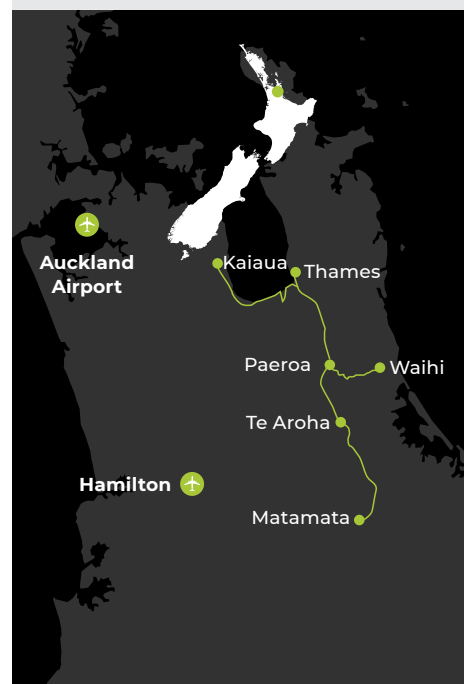 Auckland
Airport
Kaiaua
Thames
Paeroa
Waihi
Te Aroha
Hamilton
Matamata